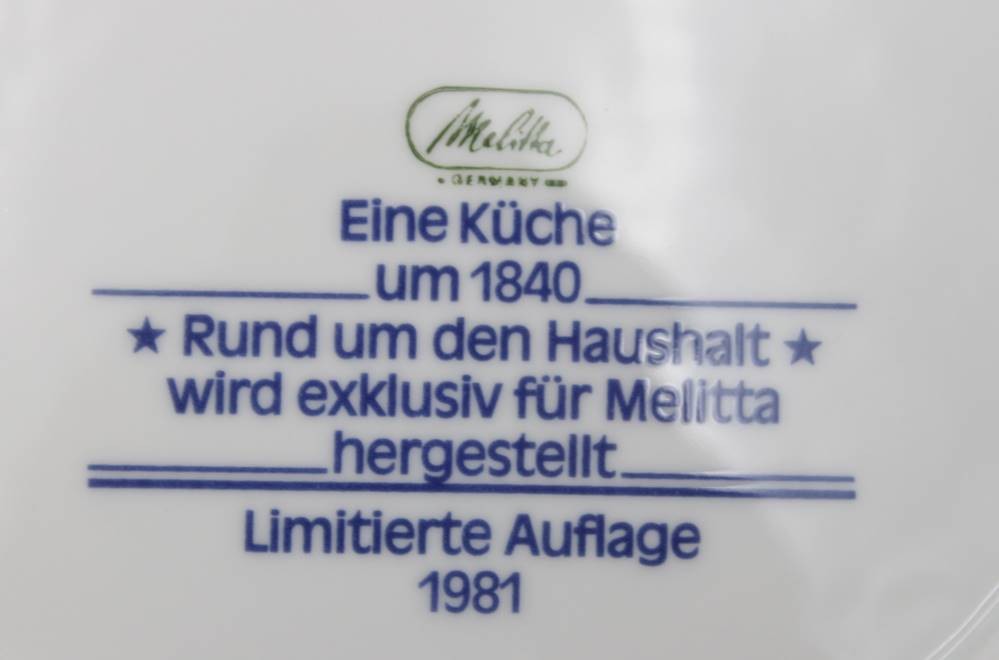 Melitta
GERMANY
Eine Küche
um 1840
★ Rund um den Haushalt ★
wird exklusiv für Melitta
hergestellt
Limitierte Auflage
1981